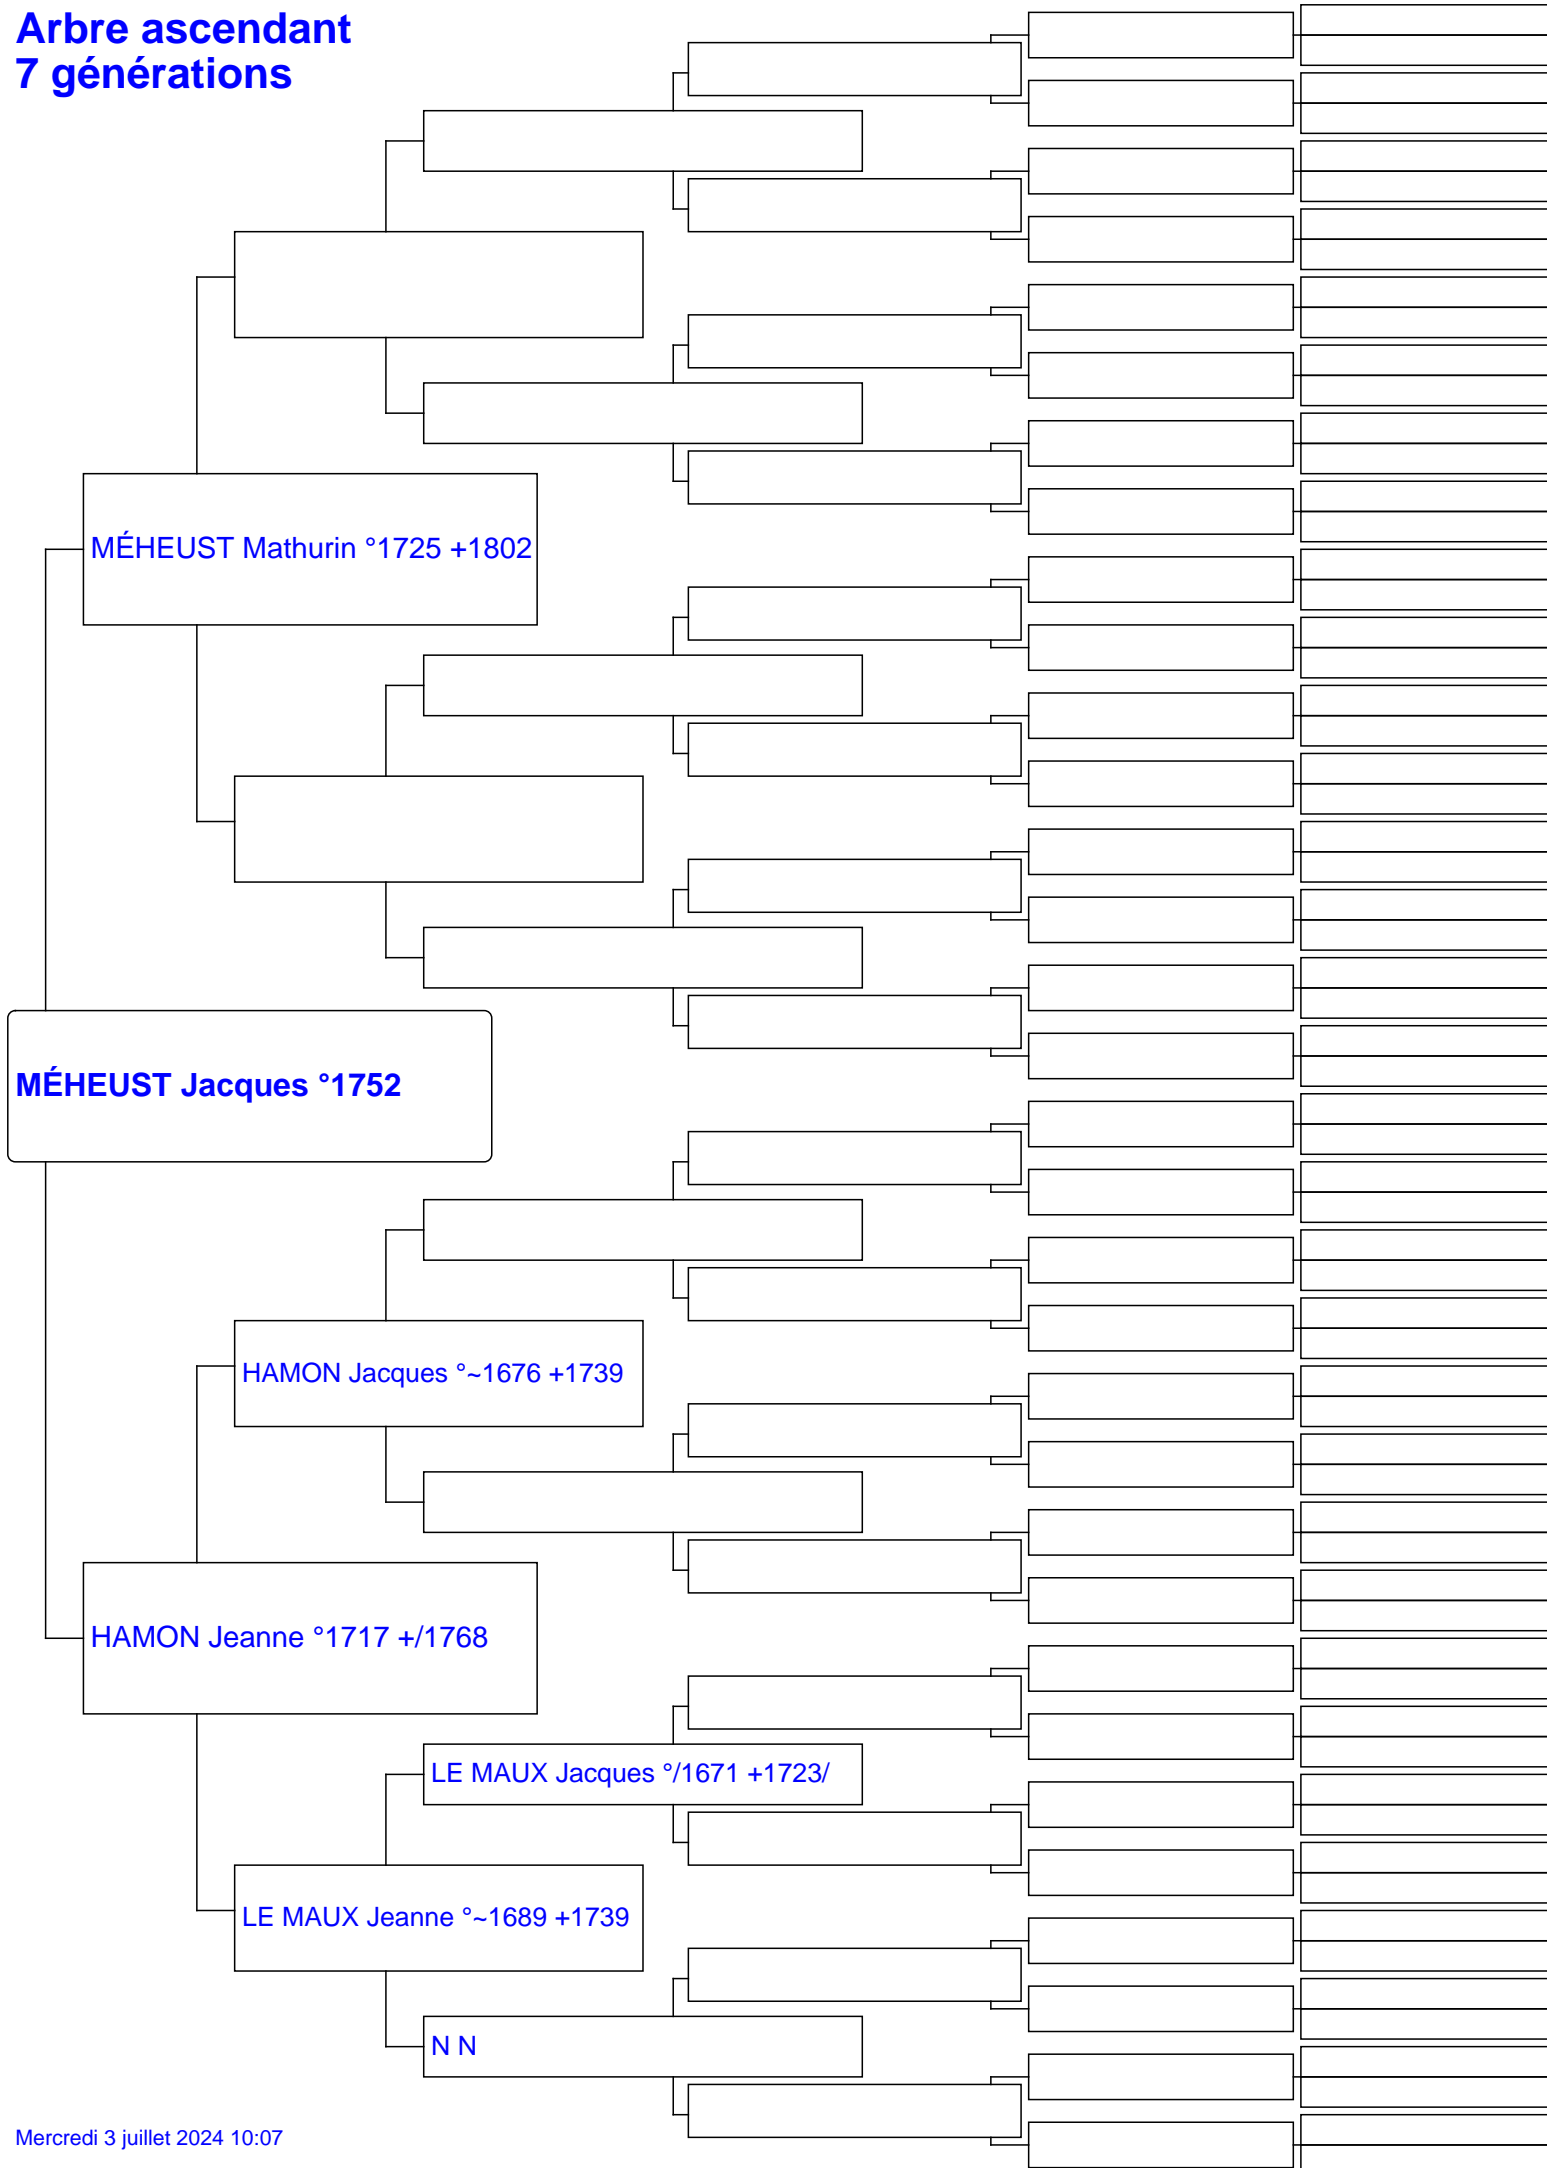 Arbre ascendant
7 générations
MÉHEUST Mathurin °1725 +1802
MÉHEUST Jacques °1752
HAMON Jacques °~1676 +1739
HAMON Jeanne °1717 +/1768
LE MAUX Jacques °/1671 +1723/
LE MAUX Jeanne °~1689 +1739
N N
Mercredi 3 juillet 2024 10:07